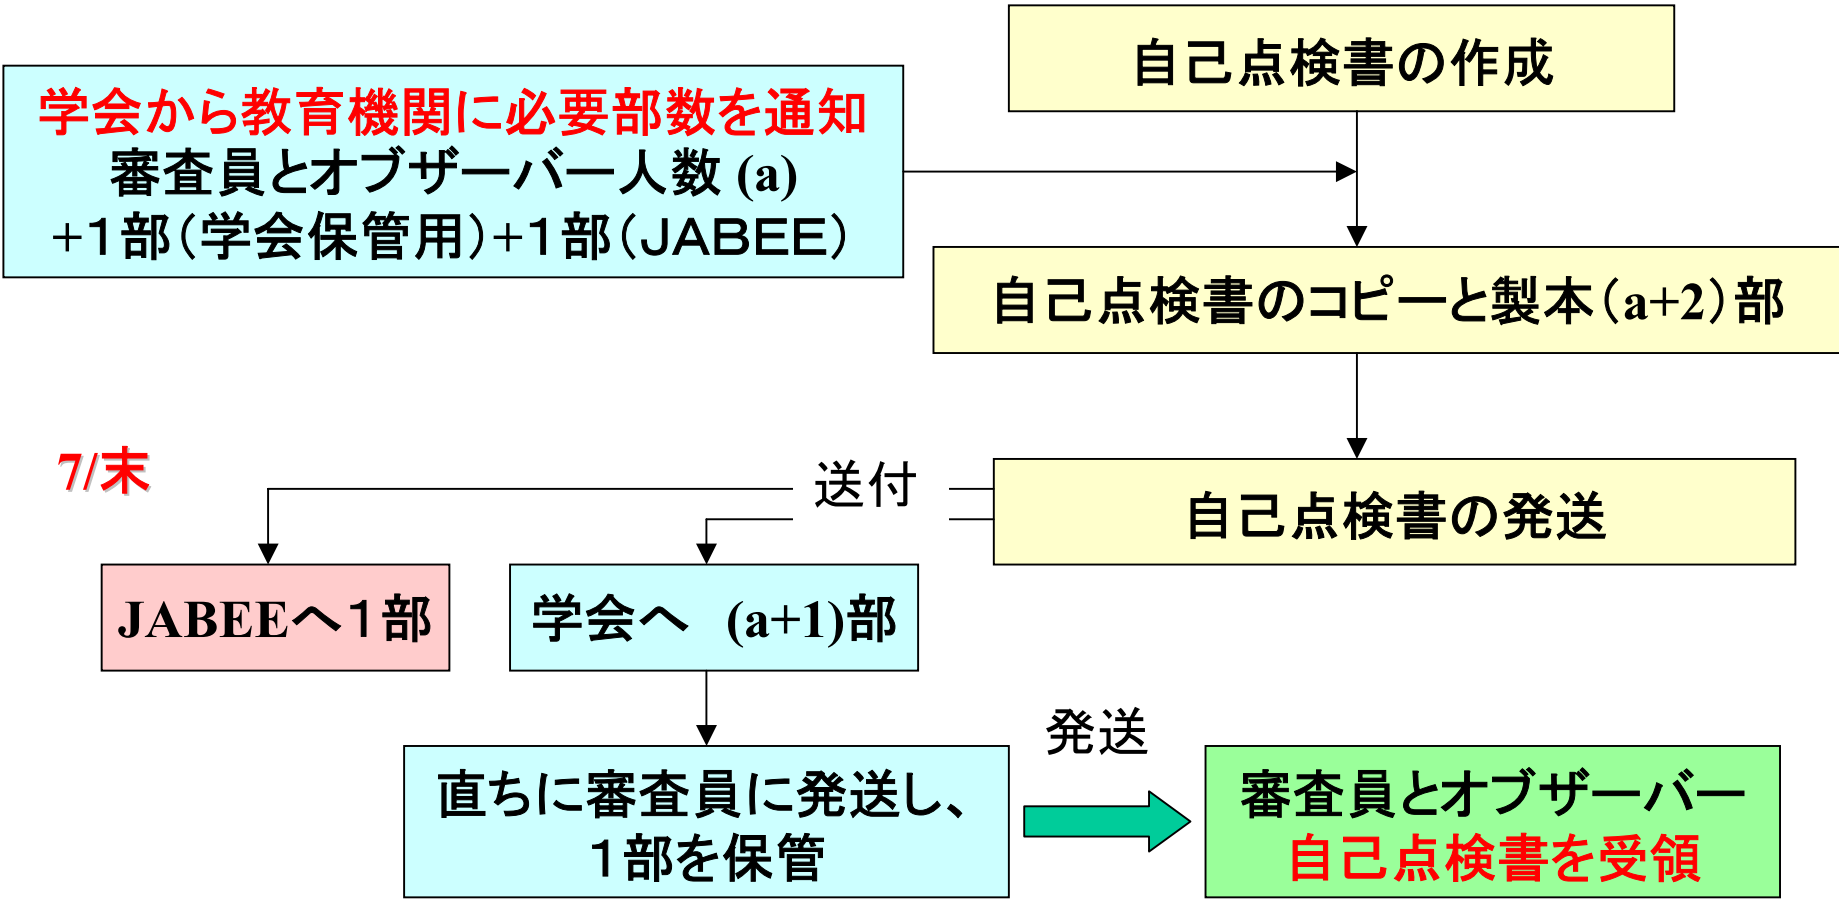 自己点検書の作成
学会から教育機関に必要部数を通知
審査員とオブザーバー人数 (a)
+１部（学会保管用）+１部（ＪＡＢＥＥ）
自己点検書のコピーと製本（a+2）部
7/末
送付
自己点検書の発送
JABEEへ１部
学会へ (a+1)部
発送
直ちに審査員に発送し、
１部を保管
審査員とオブザーバー
自己点検書を受領